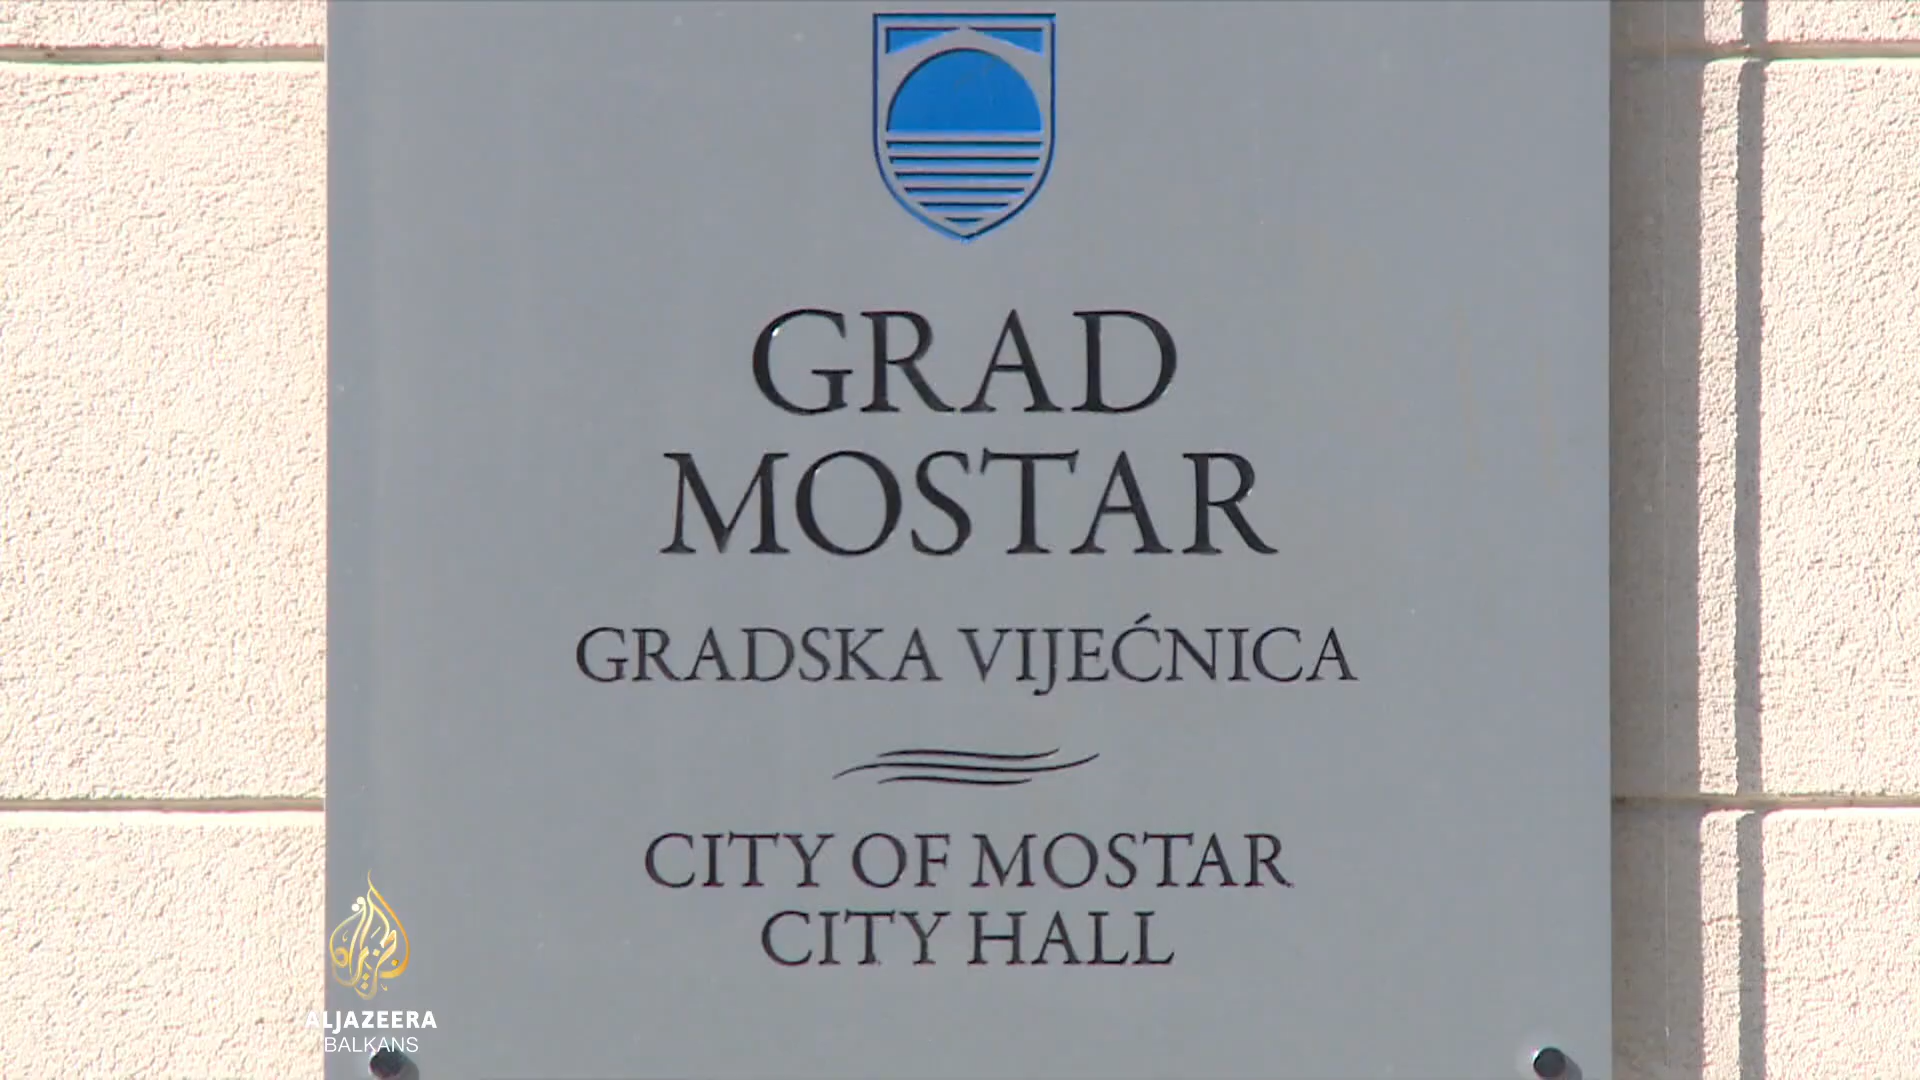 GRAD
MOSTAR
GRADSKA VIJEĆNICA
CITY OF MOSTAR
CITY HALL
ALJAZEERA
BALKANS